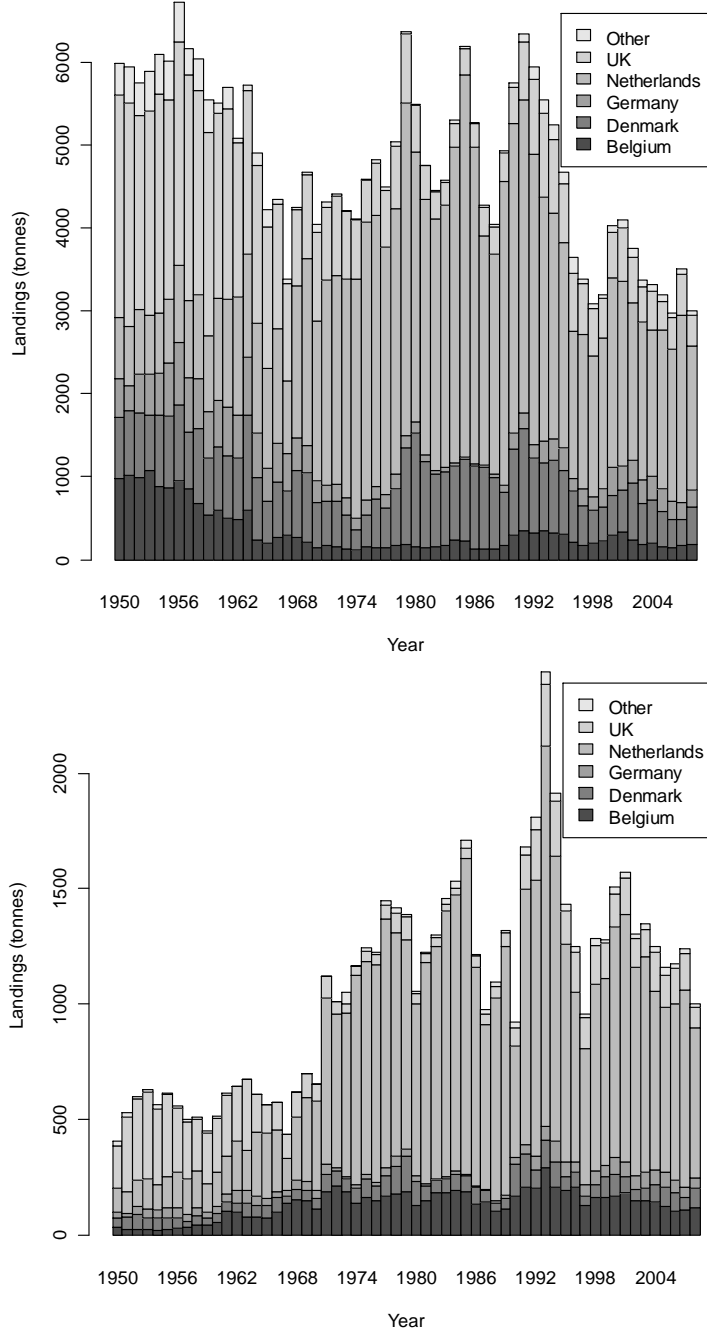 Other
UK
Netherlands
Germany
Denmark
Belgium
Landings (tonnes)
0 1000 2000 3000 4000 5000 6000
1950 1956 1962 1968 1974 1980 1986 1992 1998 2004
Year
Other
UK
Netherlands
Germany
Denmark
Belgium
Landings (tonnes)
0 500 1000 1500 2000
1950 1956 1962 1968 1974 1980 1986 1992 1998 2004
Year